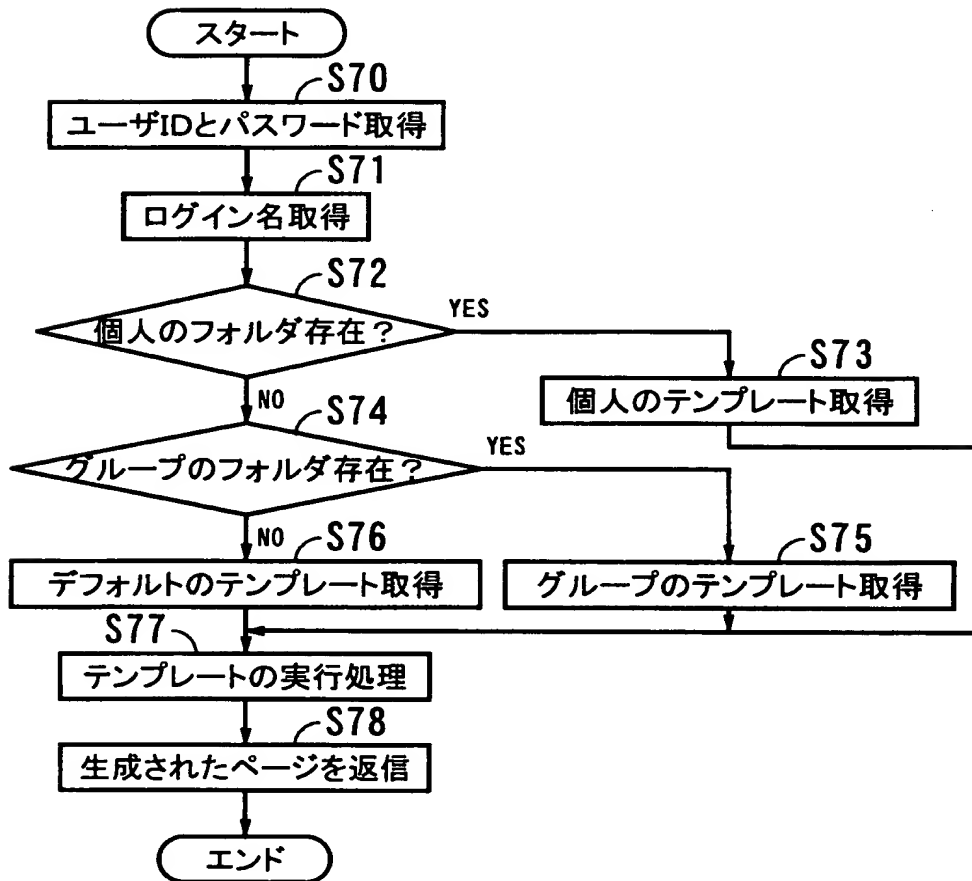 スタート
S70
ユーザIDとパスワード取得
S71
ログイン名取得
S72
個人のフォルダ存在？
YES
S73
個人のテンプレート取得
NO
S74
グループのフォルダ存在？
YES
NO
S76
デフォルトのテンプレート取得
S75
グループのテンプレート取得
S77
テンプレートの実行処理
S78
生成されたページを返信
エンド